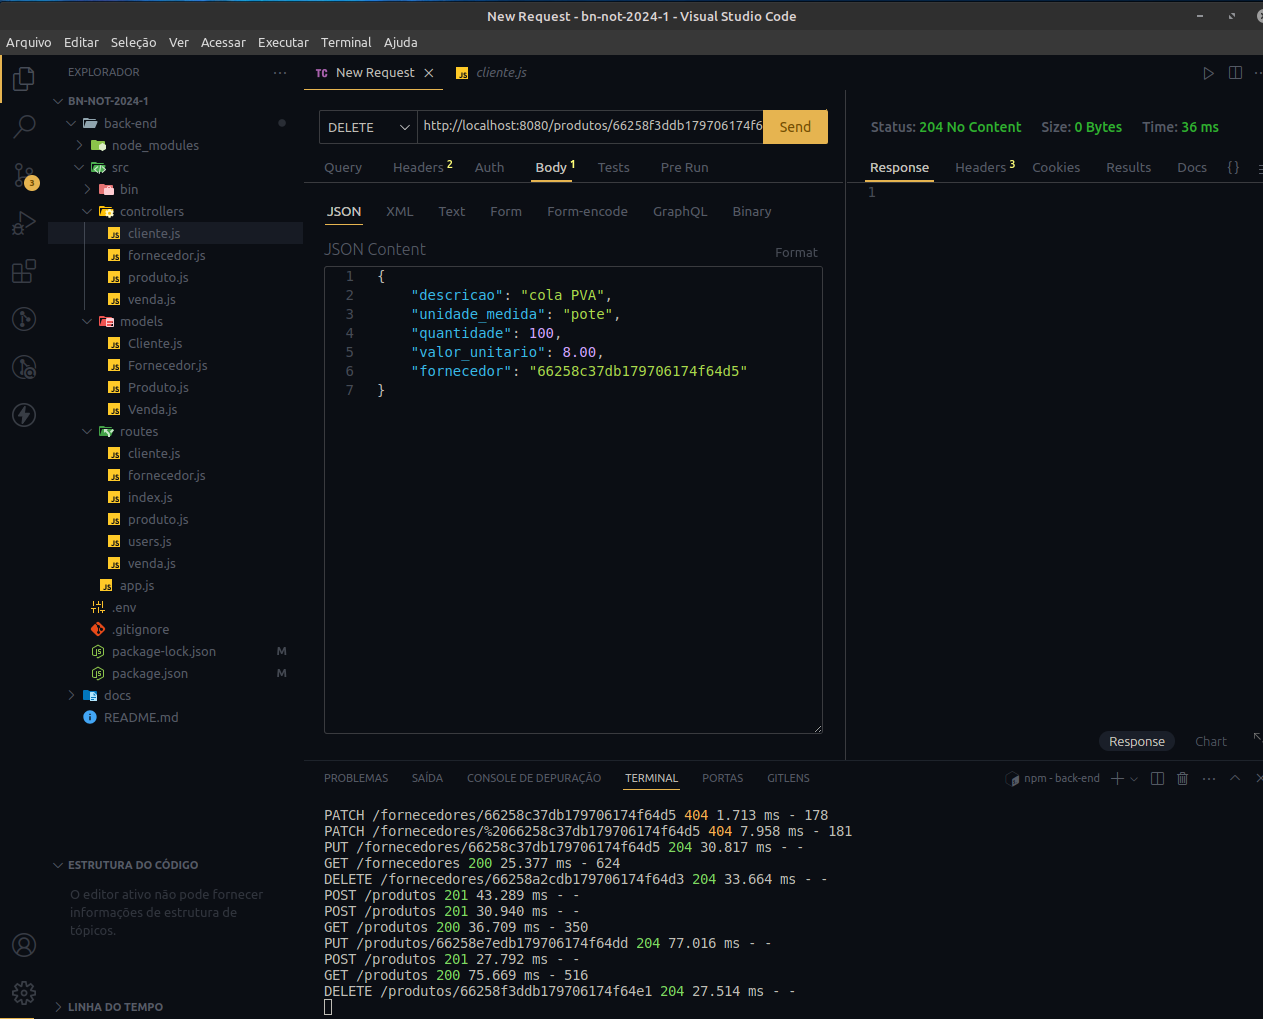 New Request - bn-not-2024-1 - Visual Studio Code
Arquivo Editar Seleção Ver Acessar Executar Terminal Ajuda
EXPLORADOR
BN-NOT-2024-1
back-end
node_modules
src
bin
controllers
cliente.js
fornecedor.js
produto.js
venda.js
models
Cliente.js
Fornecedor.js
Produto.js
Venda.js
routes
cliente.js
fornecedor.js
index.js
produto.js
users.js
venda.js
app.js
.env
.gitignore
package-lock.json M
package.json M
docs
README.md
3
ESTRUTURA DO CÓDIGO
O editor ativo não pode fornecer
informações de estrutura de
tópicos.
LINHA DO TEMPO
TC New Request
JS cliente.js
DELETE http://localhost:8080/produtos/66258f3ddb179706174f6 Send
Query Headers 2 Auth Body 1 Tests Pre Run
JSON XML Text Form Form-encode GraphQL Binary
JSON Content
Format
1 {
2 "descricao": "cola PVA",
3 "unidade_medida": "pote",
4 "quantidade": 100,
5 "valor_unitario": 8.00,
6 "fornecedor": "66258c37db179706174f64d5"
7 }
Status: 204 No Content Size: 0 Bytes Time: 36 ms
Response Headers 3 Cookies Results Docs {}
1
Response Chart
PROBLEMAS SAÍDA CONSOLE DE DEPURAÇÃO TERMINAL PORTAS GITLENS
npm - back-end
PATCH /fornecedores/66258c37db179706174f64d5 404 1.713 ms - 178
PATCH /fornecedores/%2066258c37db179706174f64d5 404 7.958 ms - 181
PUT /fornecedores/66258c37db179706174f64d5 204 30.817 ms - -
GET /fornecedores 200 25.377 ms - 624
DELETE /fornecedores/66258a2cdb179706174f64d3 204 33.664 ms - -
POST /produtos 201 43.289 ms - -
POST /produtos 201 30.940 ms - -
GET /produtos 200 36.709 ms - 350
PUT /produtos/66258e7edb179706174f64dd 204 77.016 ms - -
POST /produtos 201 27.792 ms - -
GET /produtos 200 75.669 ms - 516
DELETE /produtos/66258f3ddb179706174f64e1 204 27.514 ms - -